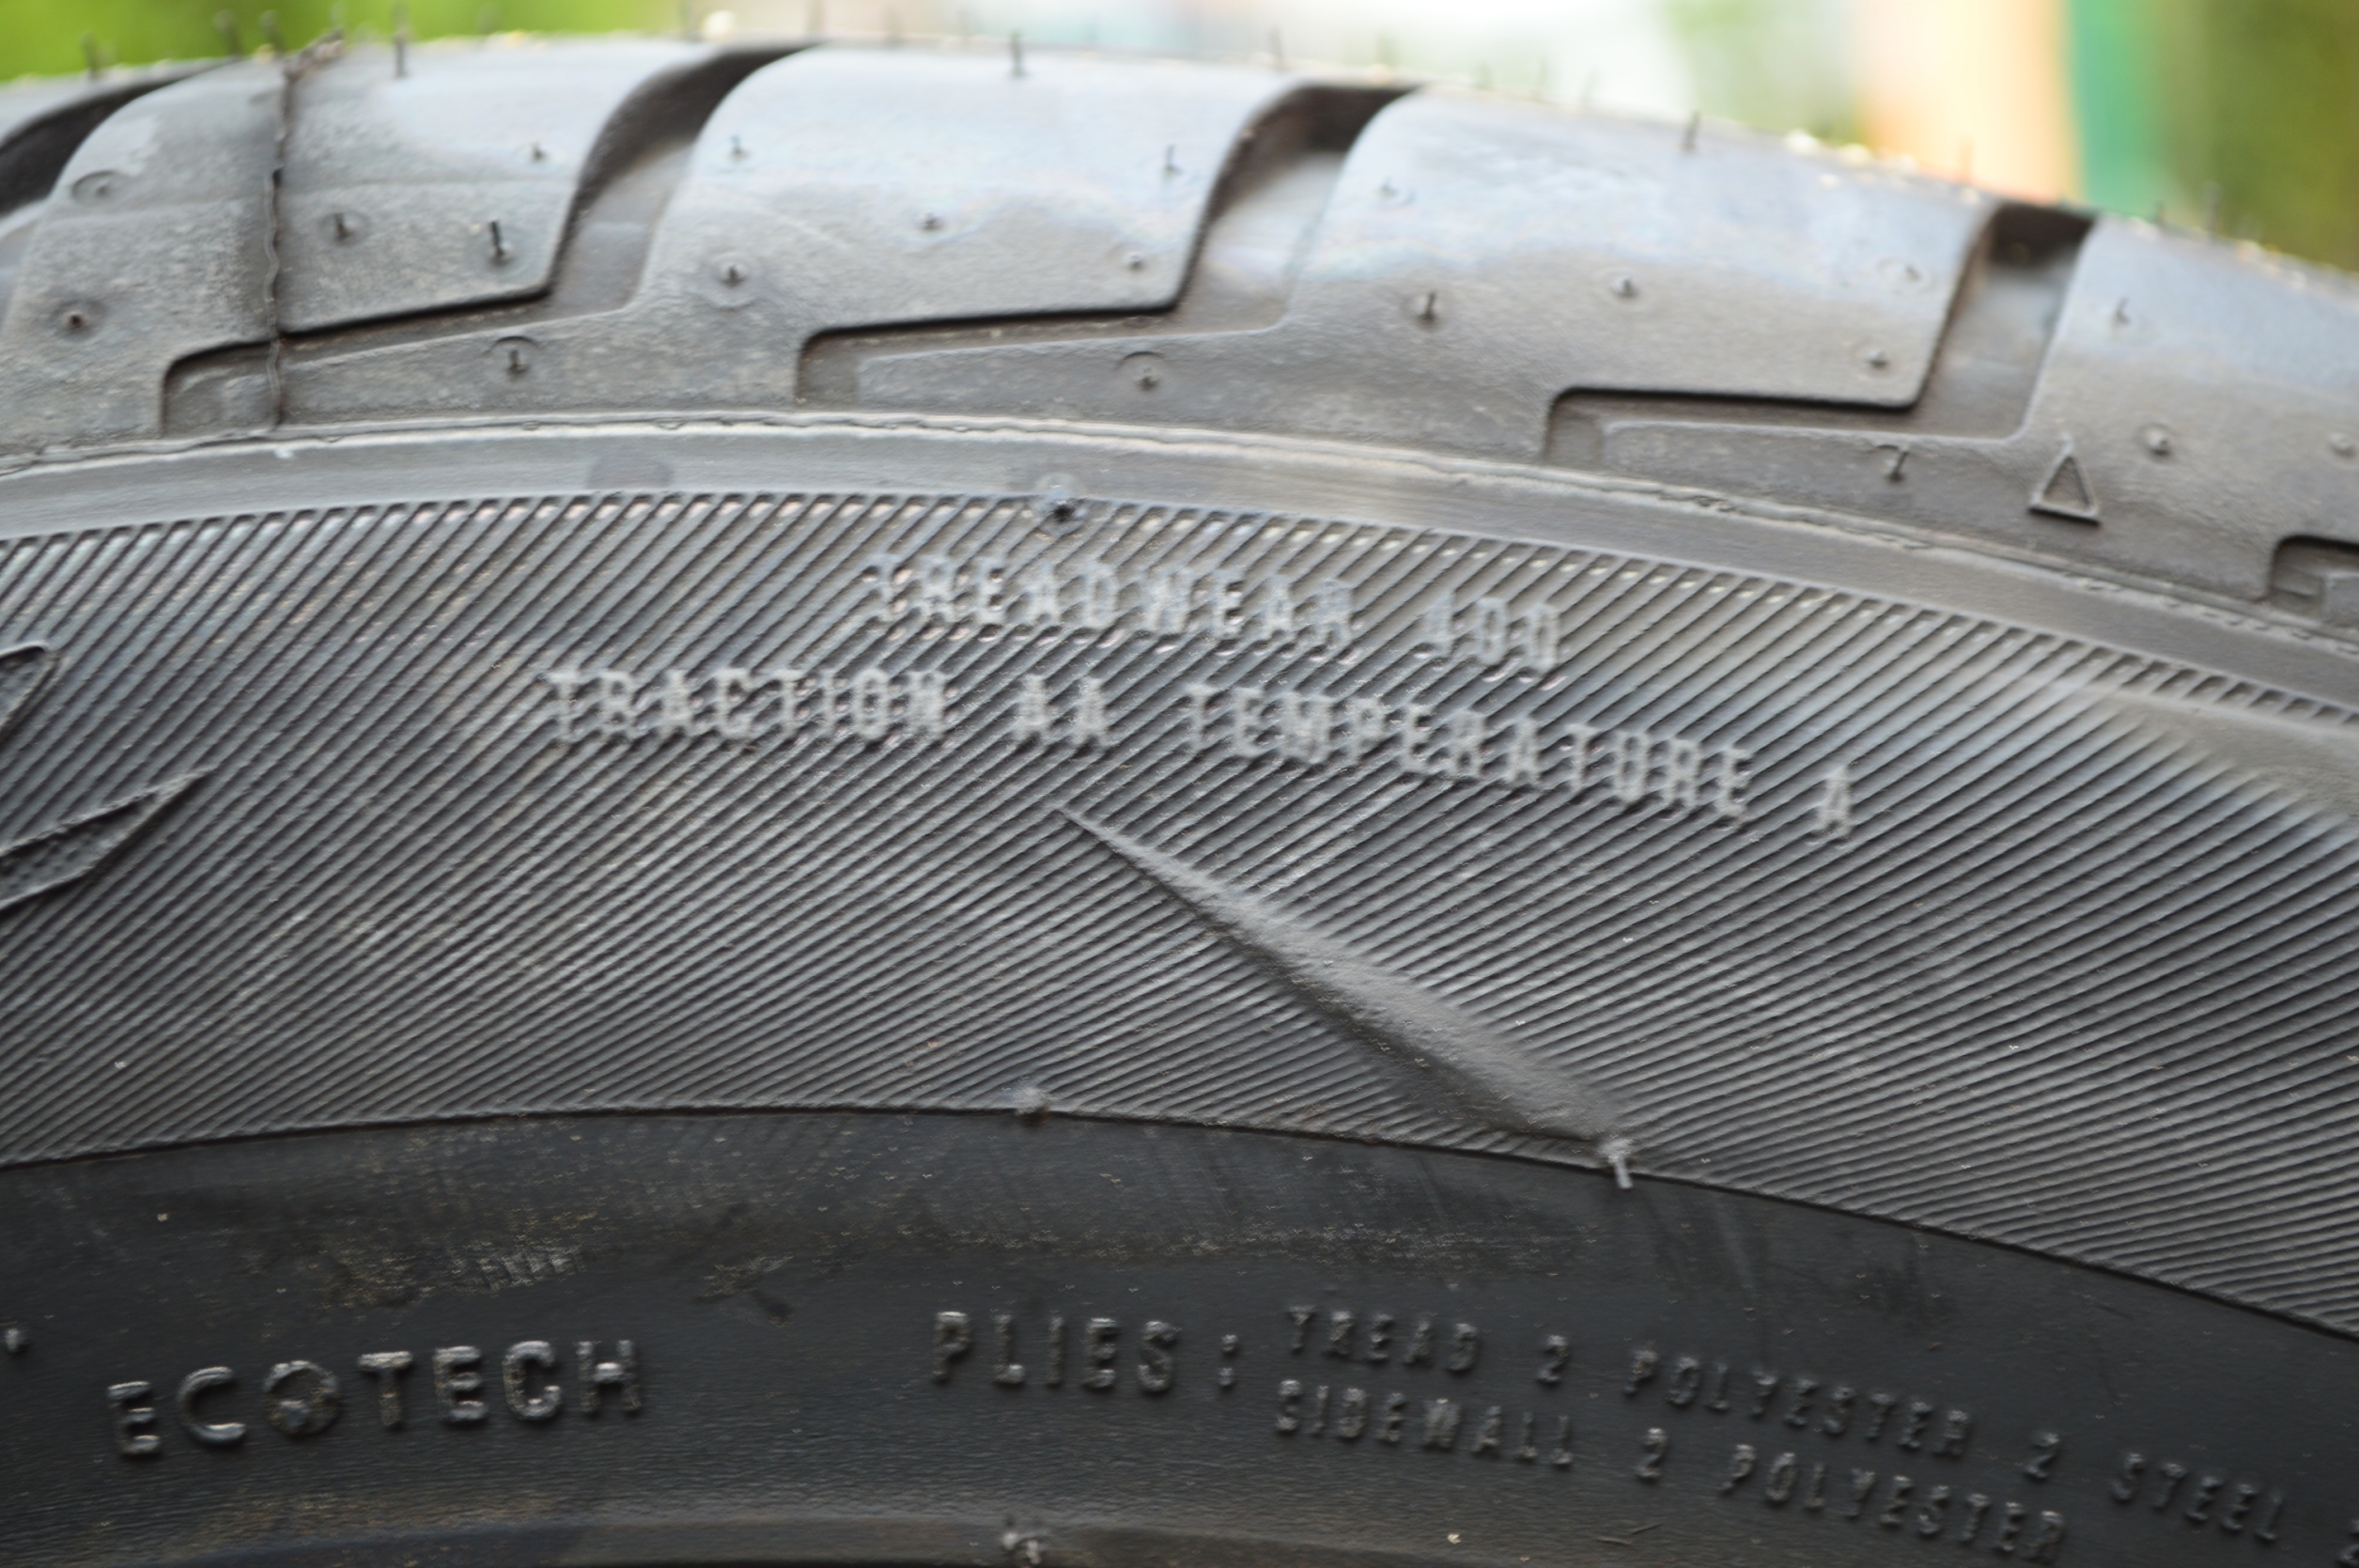 TREADWEAR 400
TRACTION AA TEMPERATURE A
ECOTECH
PLIES: TREAD 2 POLYESTER 2 STEEL
SIDEWALL 2 POLYESTER